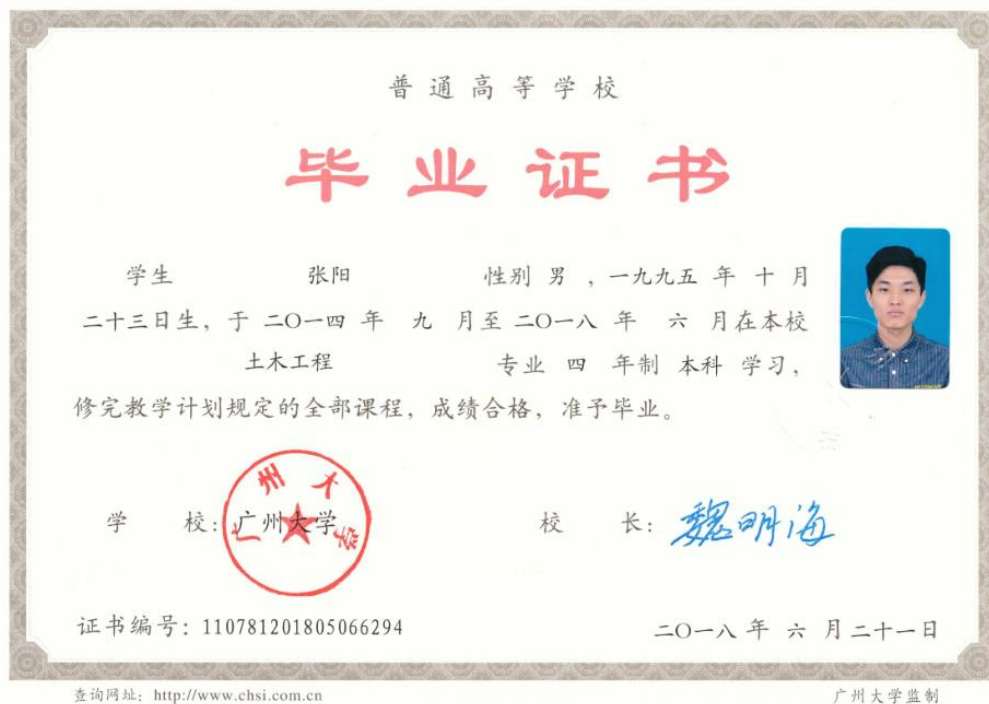 普通高等学校
毕业证书
学生 张阳 性别 男 ，一九九五 年 十 月
二十三日生，于 二〇一四 年 九 月至 二〇一八 年 六 月在本校
土木工程 专业 四 年制 本科 学习，
修完教学计划规定的全部课程，成绩合格，准予毕业。
学 校：广州大学 校 长：魏明海
广州大学
证书编号：110781201805066294 二〇一八 年 六 月二十一日
查询网址：http://www.chsi.com.cn 广州大学监制